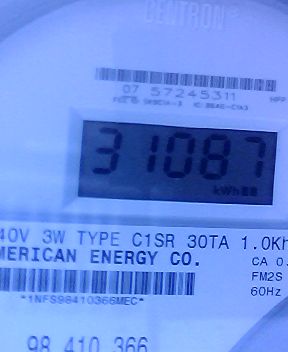 CENTRON®
07 57245311
31087
kWh
40V 3W TYPE C1SR 30TA 1.0Kh
MERICAN ENERGY CO.
CA 0.
FM2S
60Hz
*1NFS98410366MEC*
98 410 366